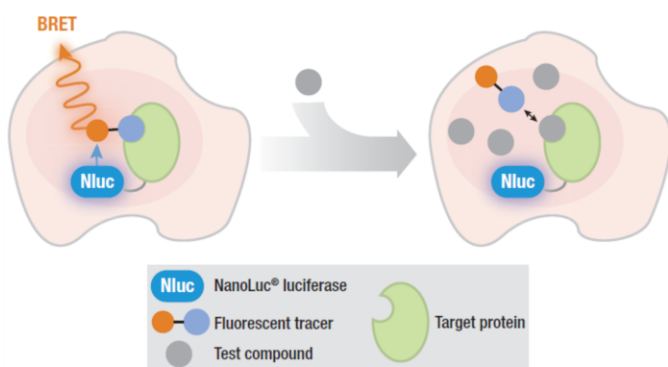 BRET
Nluc
Nluc
Nluc NanoLuc® luciferase
Fluorescent tracer
Target protein
Test compound